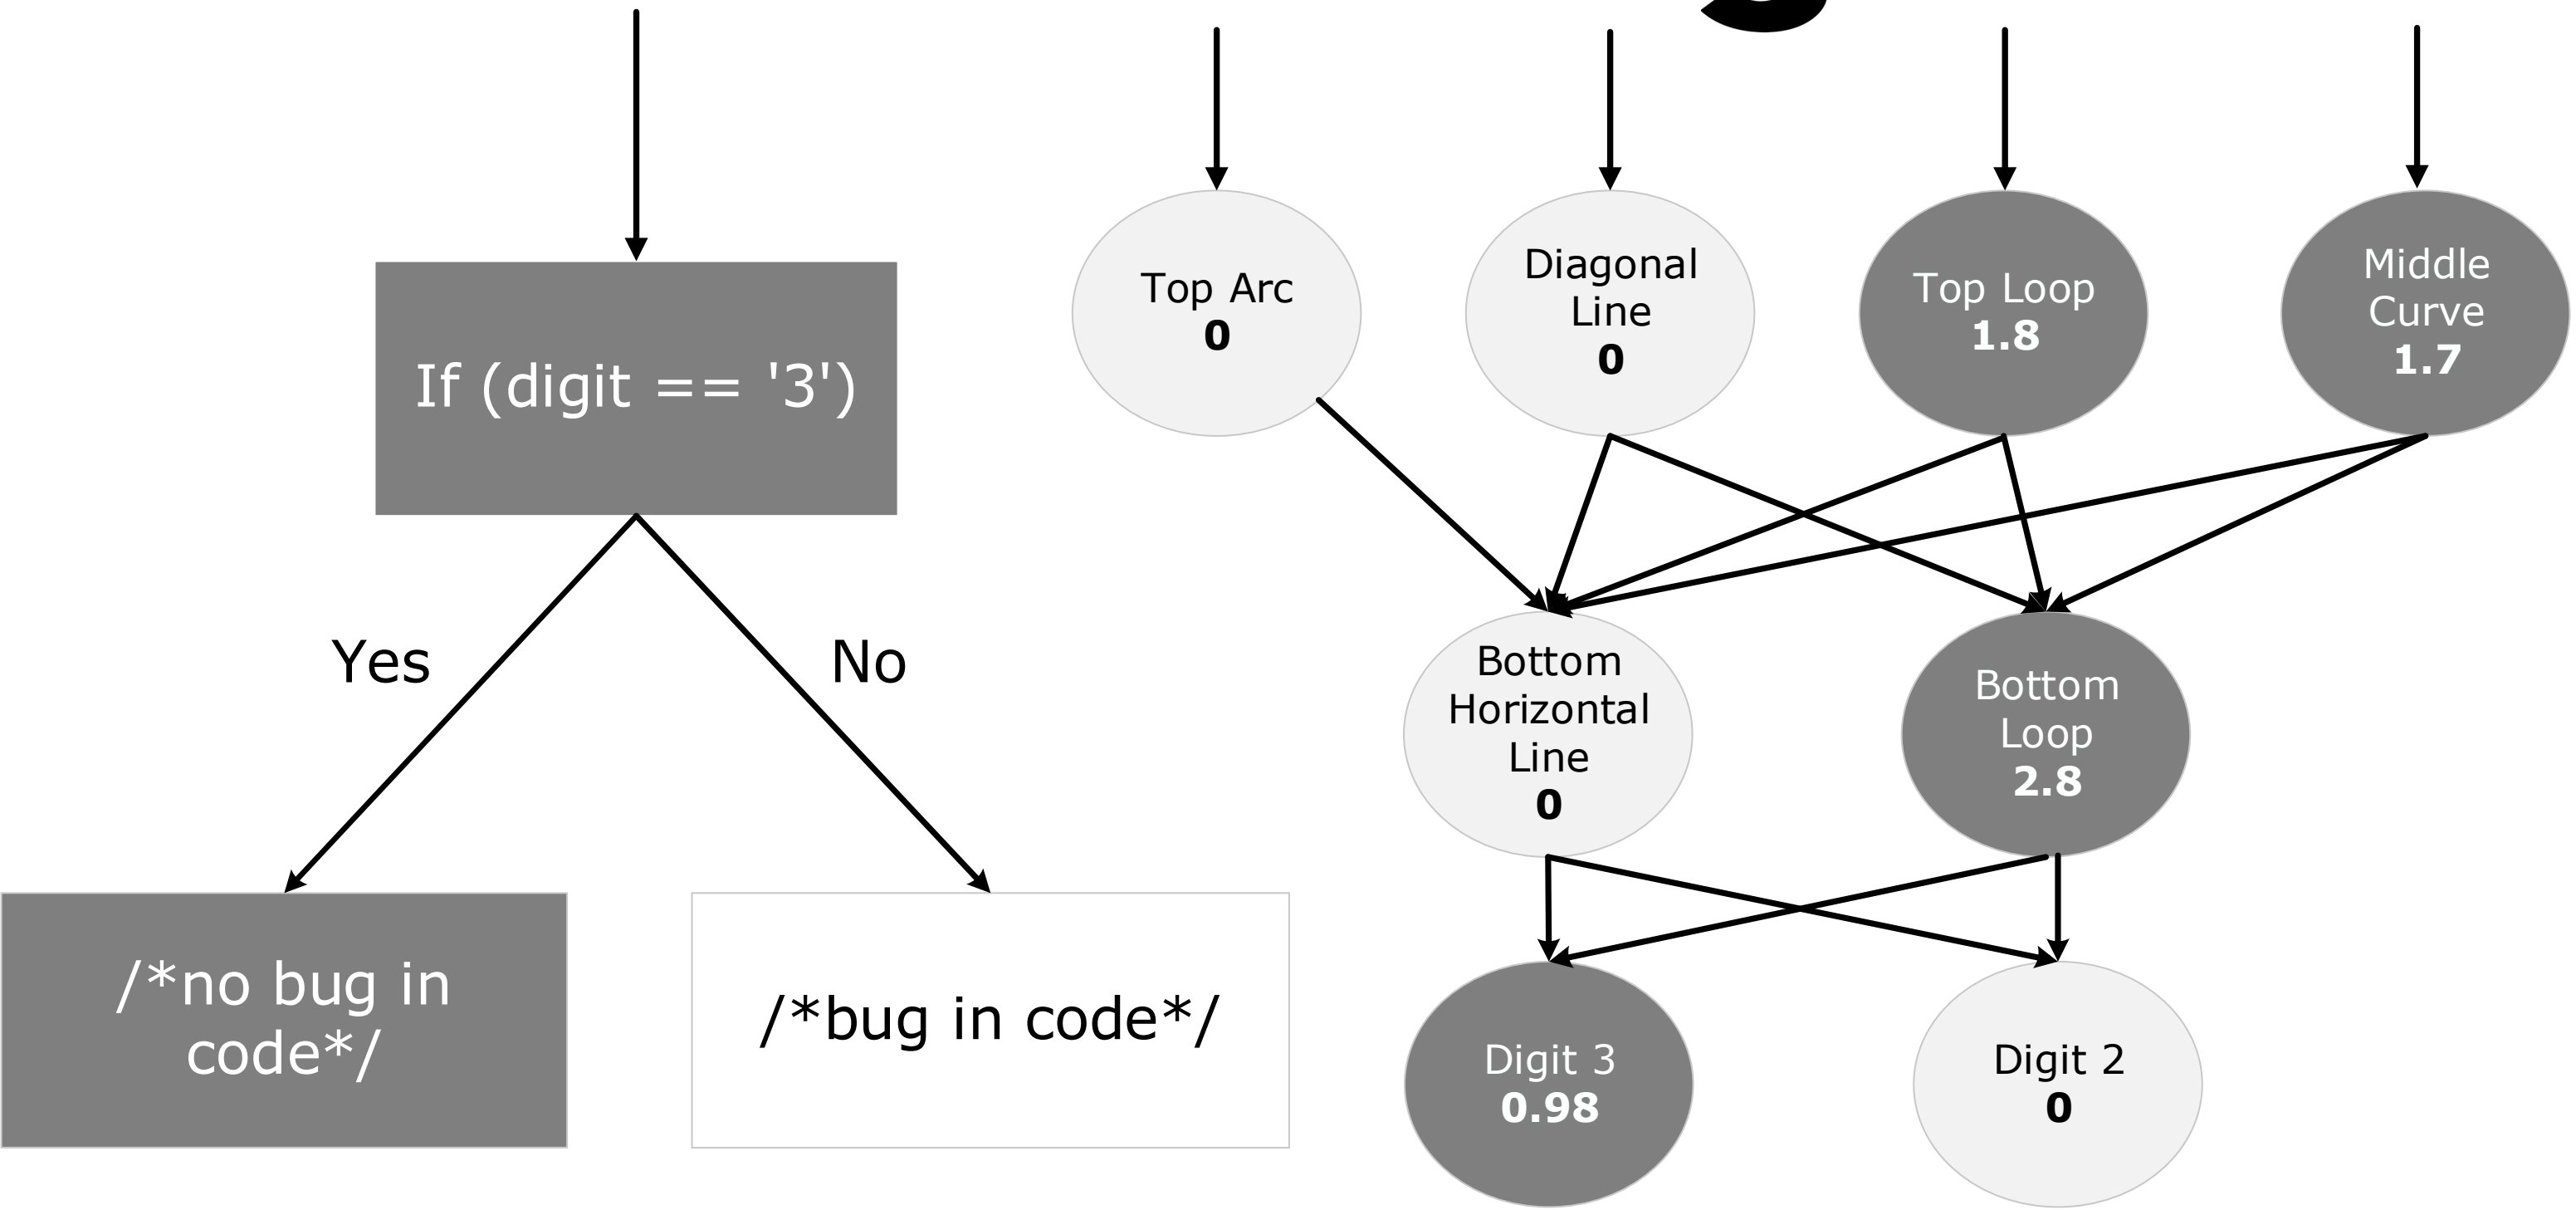 If (digit == '3')
Yes
No
/*no bug in
code*/
/*bug in code*/
Top Arc
0
Diagonal
Line
0
Top Loop
1.8
Middle
Curve
1.7
Bottom
Horizontal
Line
0
Bottom
Loop
2.8
Digit 3
0.98
Digit 2
0